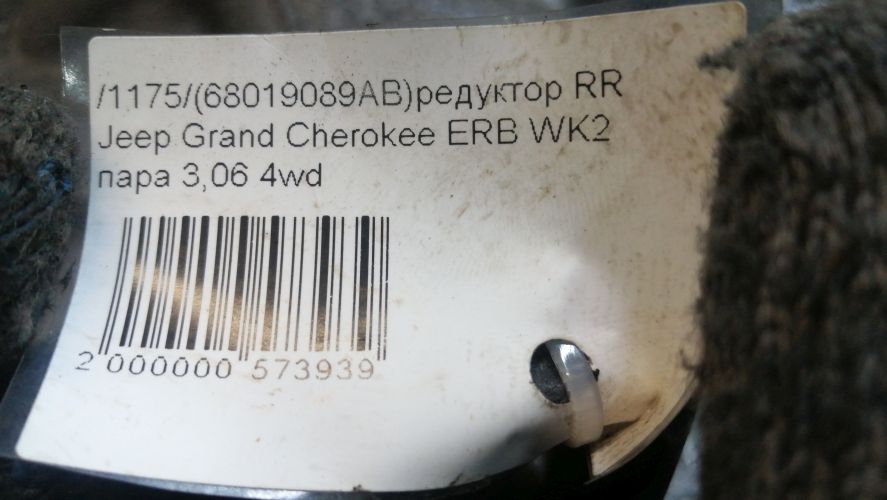 /1175/(68019089AB)редуктор RR
Jeep Grand Cherokee ERB WK2
пара 3,06 4wd
2 000000 573939